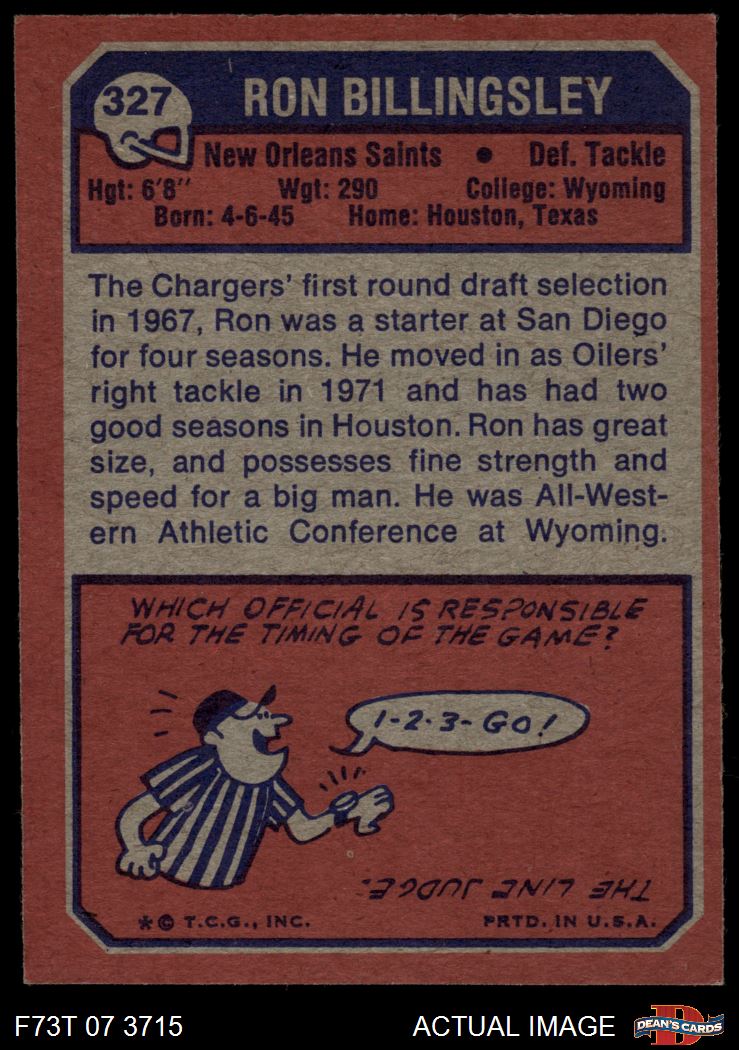 327
RON BILLINGSLEY
New Orleans Saints • Def. Tackle
Hgt: 6'8" Wgt: 290 College: Wyoming
Born: 4-6-45 Home: Houston, Texas
The Chargers' first round draft selection
in 1967, Ron was a starter at San Diego
for four seasons. He moved in as Oilers'
right tackle in 1971 and has had two
good seasons in Houston. Ron has great
size, and possesses fine strength and
speed for a big man. He was All-West-
ern Athletic Conference at Wyoming.
WHICH OFFICIAL IS RESPONSIBLE
FOR THE TIMING OF THE GAME?
1-2-3-GO!
THE LINE JUDGE.
* © T.C.G., INC. PRTD. IN U.S.A.
F73T 07 3715 ACTUAL IMAGE D DEAN'S CARDS